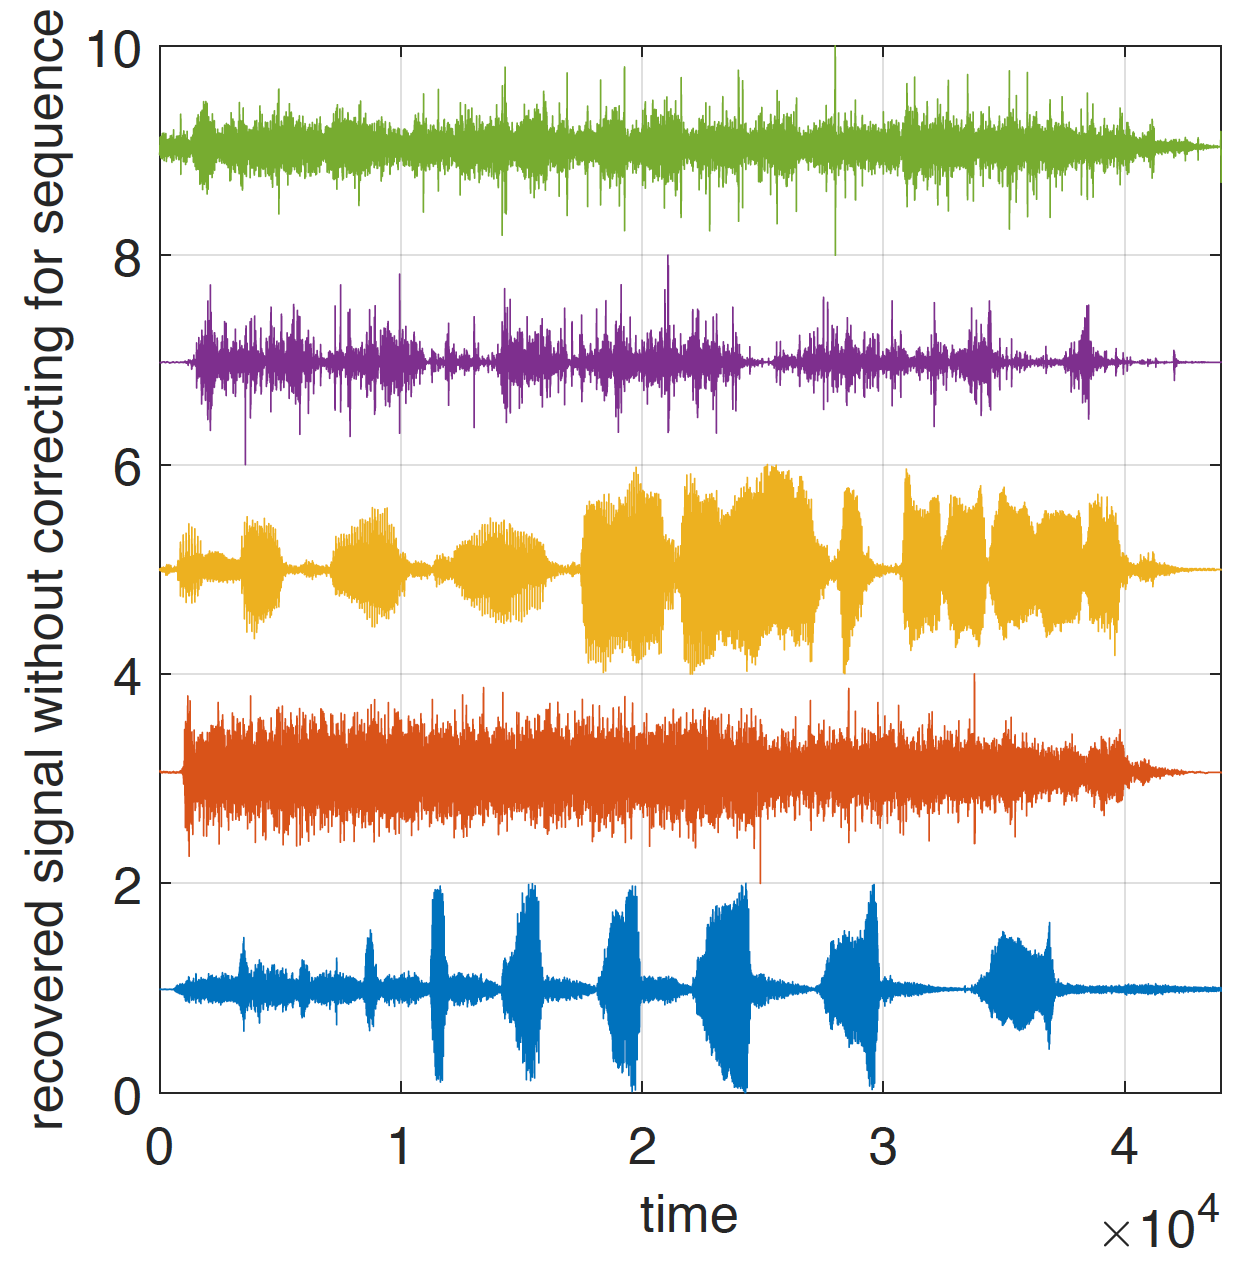 recovered signal without correcting for sequence
10
8
6
4
2
0
0 1 2 3 4
time
×10⁴